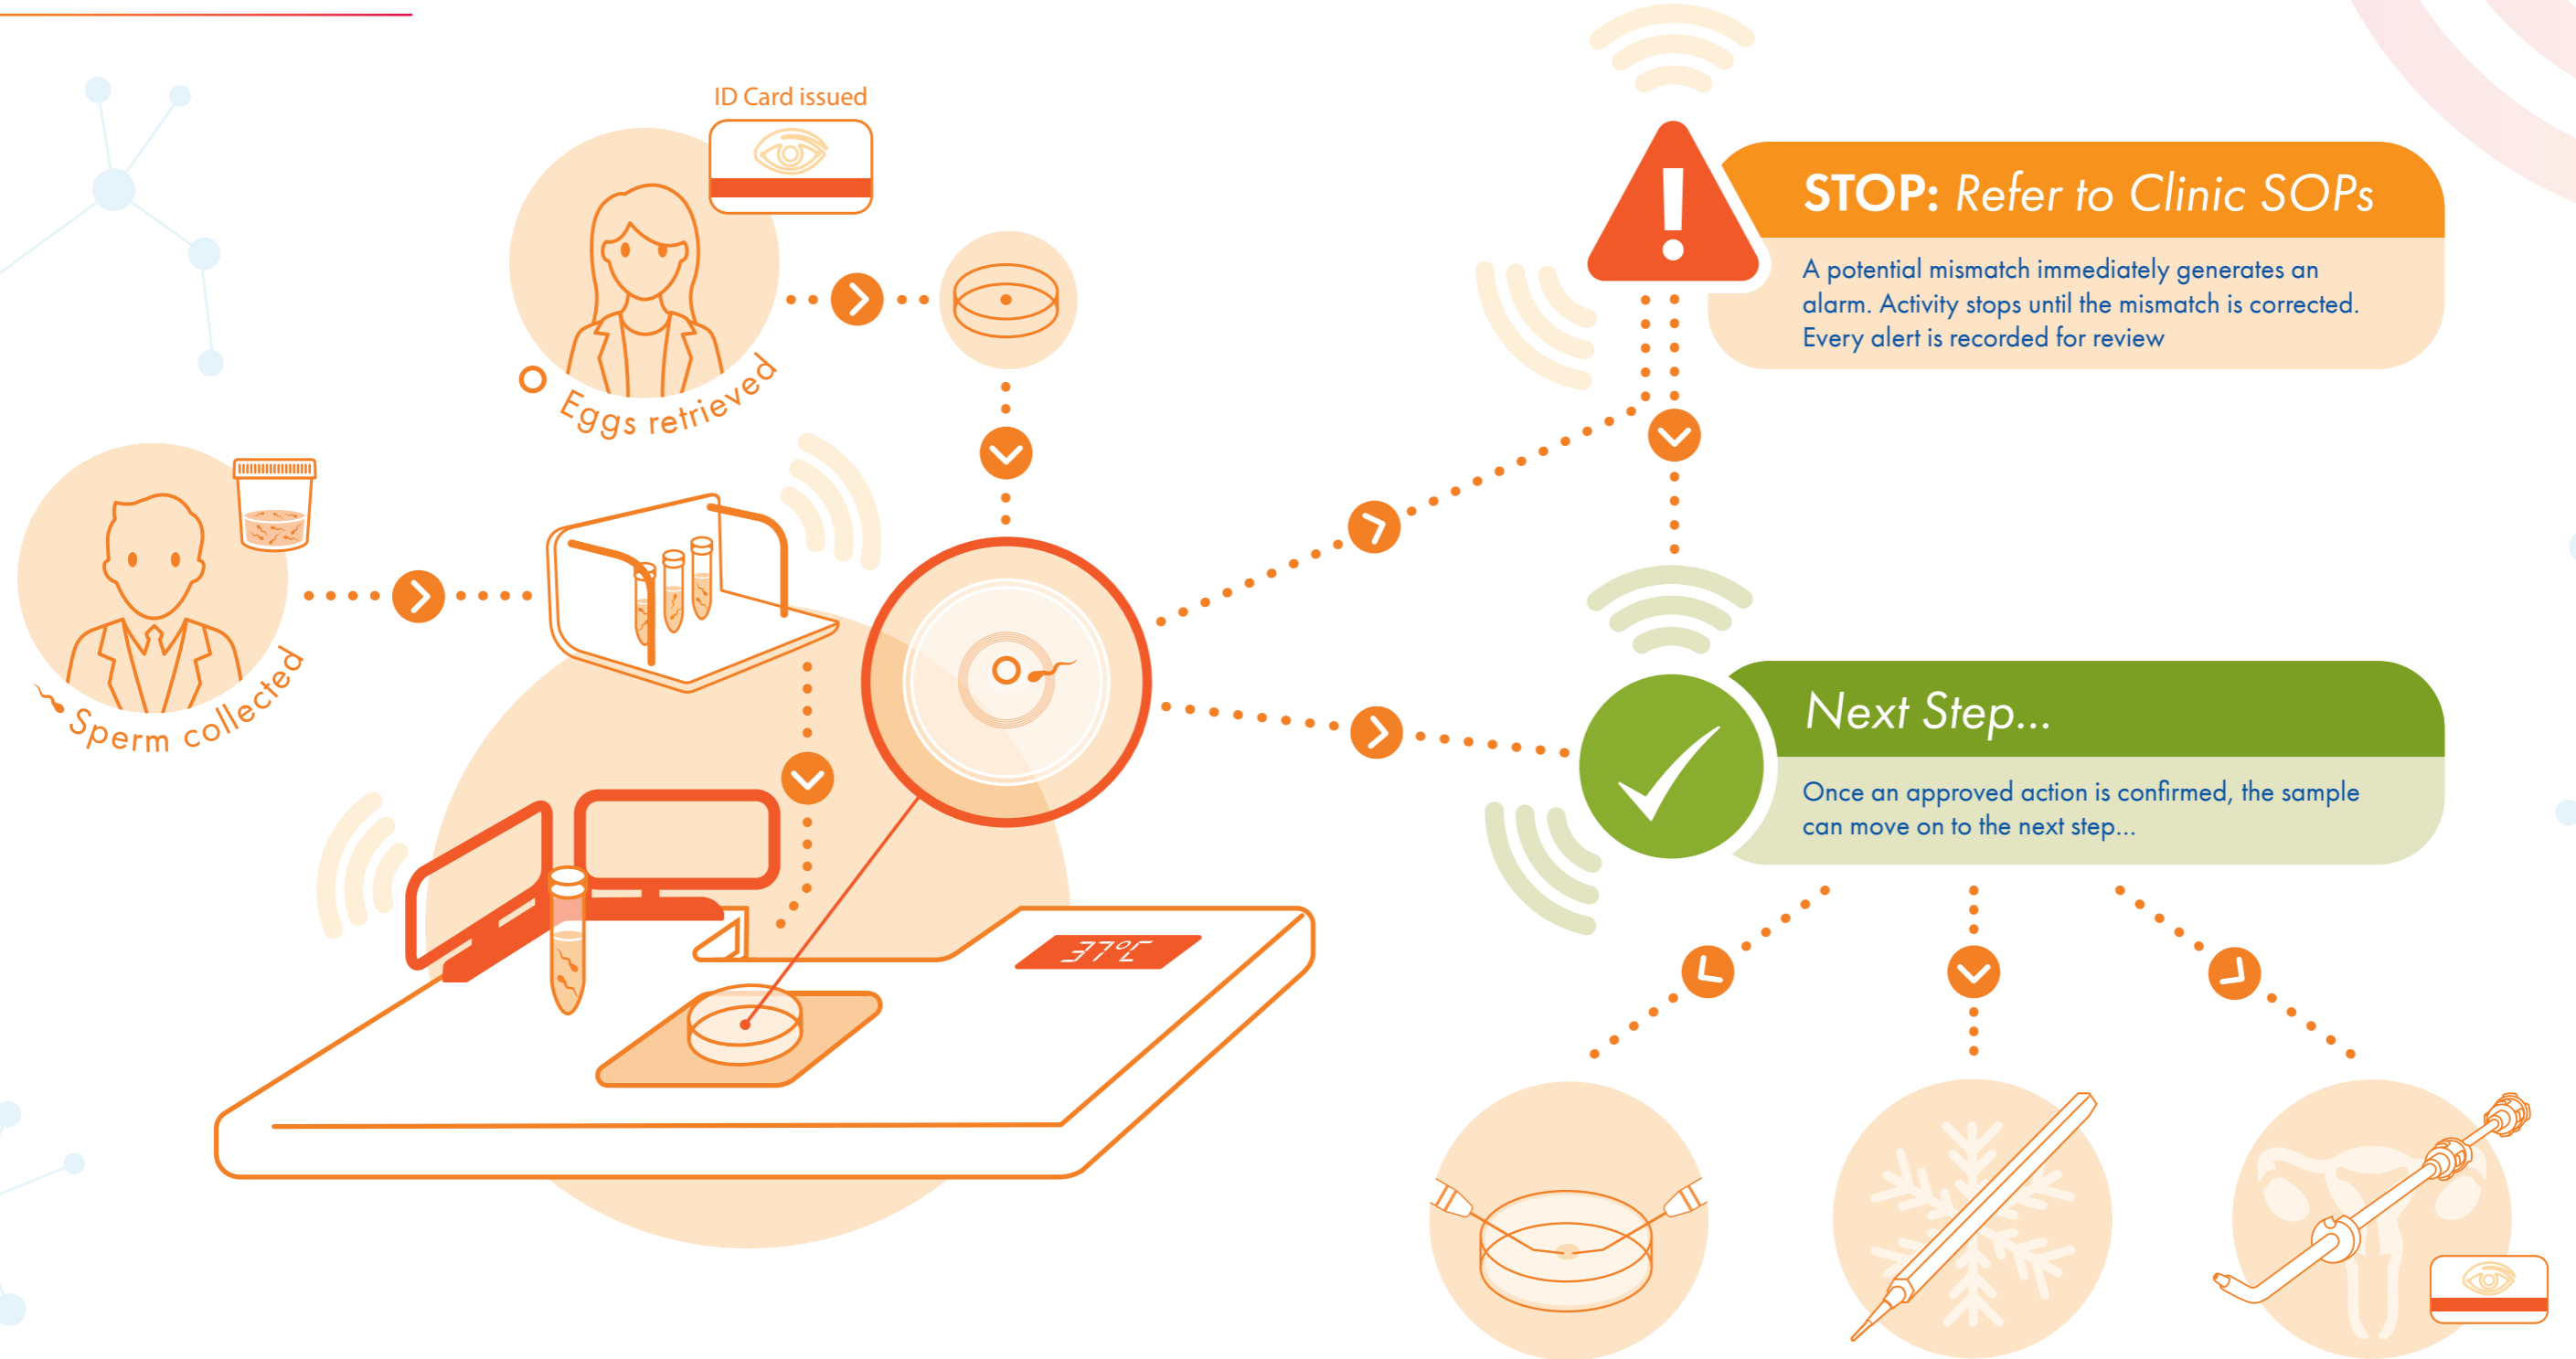 ID Card issued
Eggs retrieved
Sperm collected
37°C
STOP: Refer to Clinic SOPs
A potential mismatch immediately generates an
alarm. Activity stops until the mismatch is corrected.
Every alert is recorded for review
Next Step...
Once an approved action is confirmed, the sample
can move on to the next step...